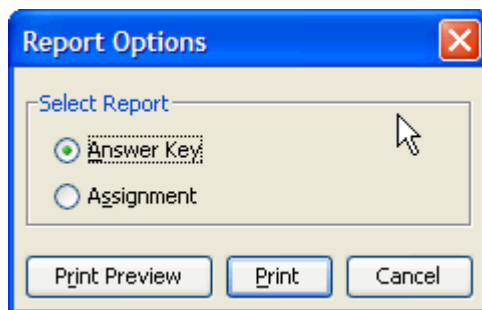 Report Options
Select Report
Answer Key
Assignment
Print Preview Print Cancel